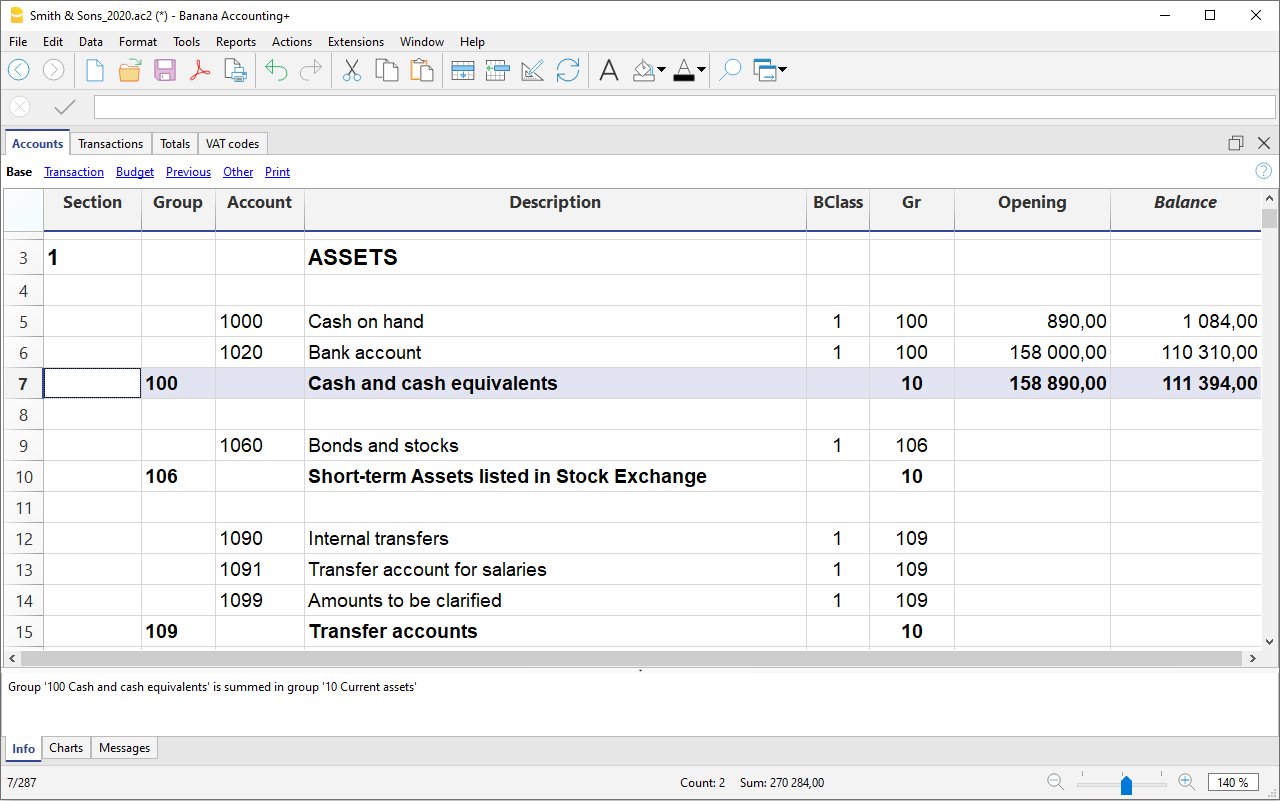 Smith & Sons_2020.ac2 (*) - Banana Accounting+
File Edit Data Format Tools Reports Actions Extensions Window Help
Accounts Transactions Totals VAT codes
Base Transaction Budget Previous Other Print
Section Group Account Description BClass Gr Opening Balance
3 1 ASSETS
4
5 1000 Cash on hand 1 100 890,00 1 084,00
6 1020 Bank account 1 100 158 000,00 110 310,00
7 100 Cash and cash equivalents 10 158 890,00 111 394,00
8
9 1060 Bonds and stocks 1 106
10 106 Short-term Assets listed in Stock Exchange 10
11
12 1090 Internal transfers 1 109
13 1091 Transfer account for salaries 1 109
14 1099 Amounts to be clarified 1 109
15 109 Transfer accounts 10
Group '100 Cash and cash equivalents' is summed in group '10 Current assets'
Info Charts Messages
7/287 Count: 2 Sum: 270 284,00 140 %